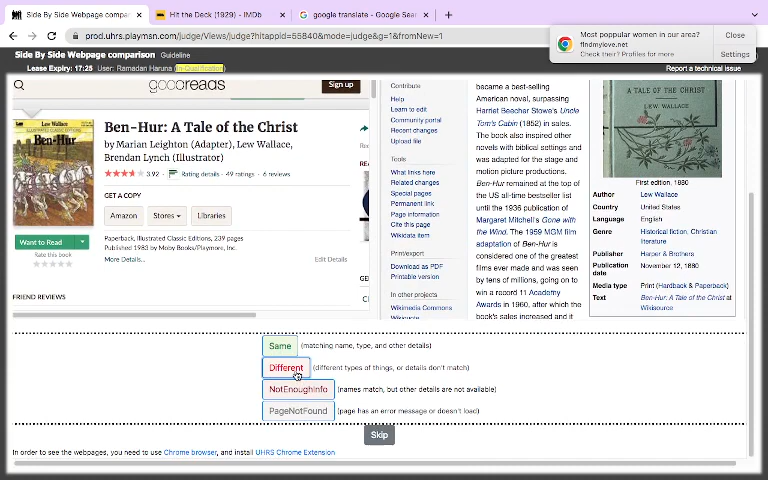 Side By Side Webpage compar
Hit the Deck (1929) - IMDb
google translate - Google Sear
prod.uhrs.playmsn.com/judge/Views/judge?hitappid=55840&mode=judge&g=1&fromNew=1
Most poppular women in our area?
findmylove.net
Check their? Profiles for more
Close
Settings
Side By Side Webpage comparison Guideline
Lease Expiry: 17:25 User: Ramadan Haruna (In-Qualification)
Report a technical issue
goodreads
Sign up
Ben-Hur: A Tale of the Christ
by Marian Leighton (Adapter), Lew Wallace,
Brendan Lynch (Illustrator)
3.92 Rating details · 49 ratings · 6 reviews
GET A COPY
Amazon Stores Libraries
Want to Read
Rate this book
Paperback, Illustrated Classic Editions, 239 pages
Published 1983 by Moby Books/Playmore, Inc.
More Details... Edit Details
FRIEND REVIEWS
LEW WALLACE
Ben-Hur
Contribute
Help
Learn to edit
Community portal
Recent changes
Upload file
Tools
What links here
Related changes
Special pages
Permanent link
Page information
Cite this page
Wikidata item
Print/export
Download as PDF
Printable version
In other projects
Wikimedia Commons
Wikiquote
became a best-selling
American novel, surpassing
Harriet Beecher Stowe's Uncle
Tom's Cabin (1852) in sales.
The book also inspired other
novels with biblical settings and
was adapted for the stage and
motion picture productions.
Ben-Hur remained at the top
of the US all-time bestseller list
until the 1936 publication of
Margaret Mitchell's Gone with
the Wind. The 1959 MGM film
adaptation of Ben-Hur is
considered one of the greatest
films ever made and was seen
by tens of millions, going on to
win a record 11 Academy
Awards in 1960, after which the
book's sales increased and it
A TALE OF THE CHRIST
LEW. WALLACE
First edition, 1880
Author Lew Wallace
Country United States
Language English
Genre Historical fiction, Christian
literature
Publisher Harper & Brothers
Publication November 12, 1880
date
Media type Print (Hardback & Paperback)
Text Ben-Hur: A Tale of the Christ at
Wikisource
Same (matching name, type, and other details)
Different (different types of things, or details don't match)
NotEnoughInfo (names match, but other details are not available)
PageNotFound (page has an error message or doesn't load)
Skip
In order to see the webpages, you need to use Chrome browser, and install UHRS Chrome Extension